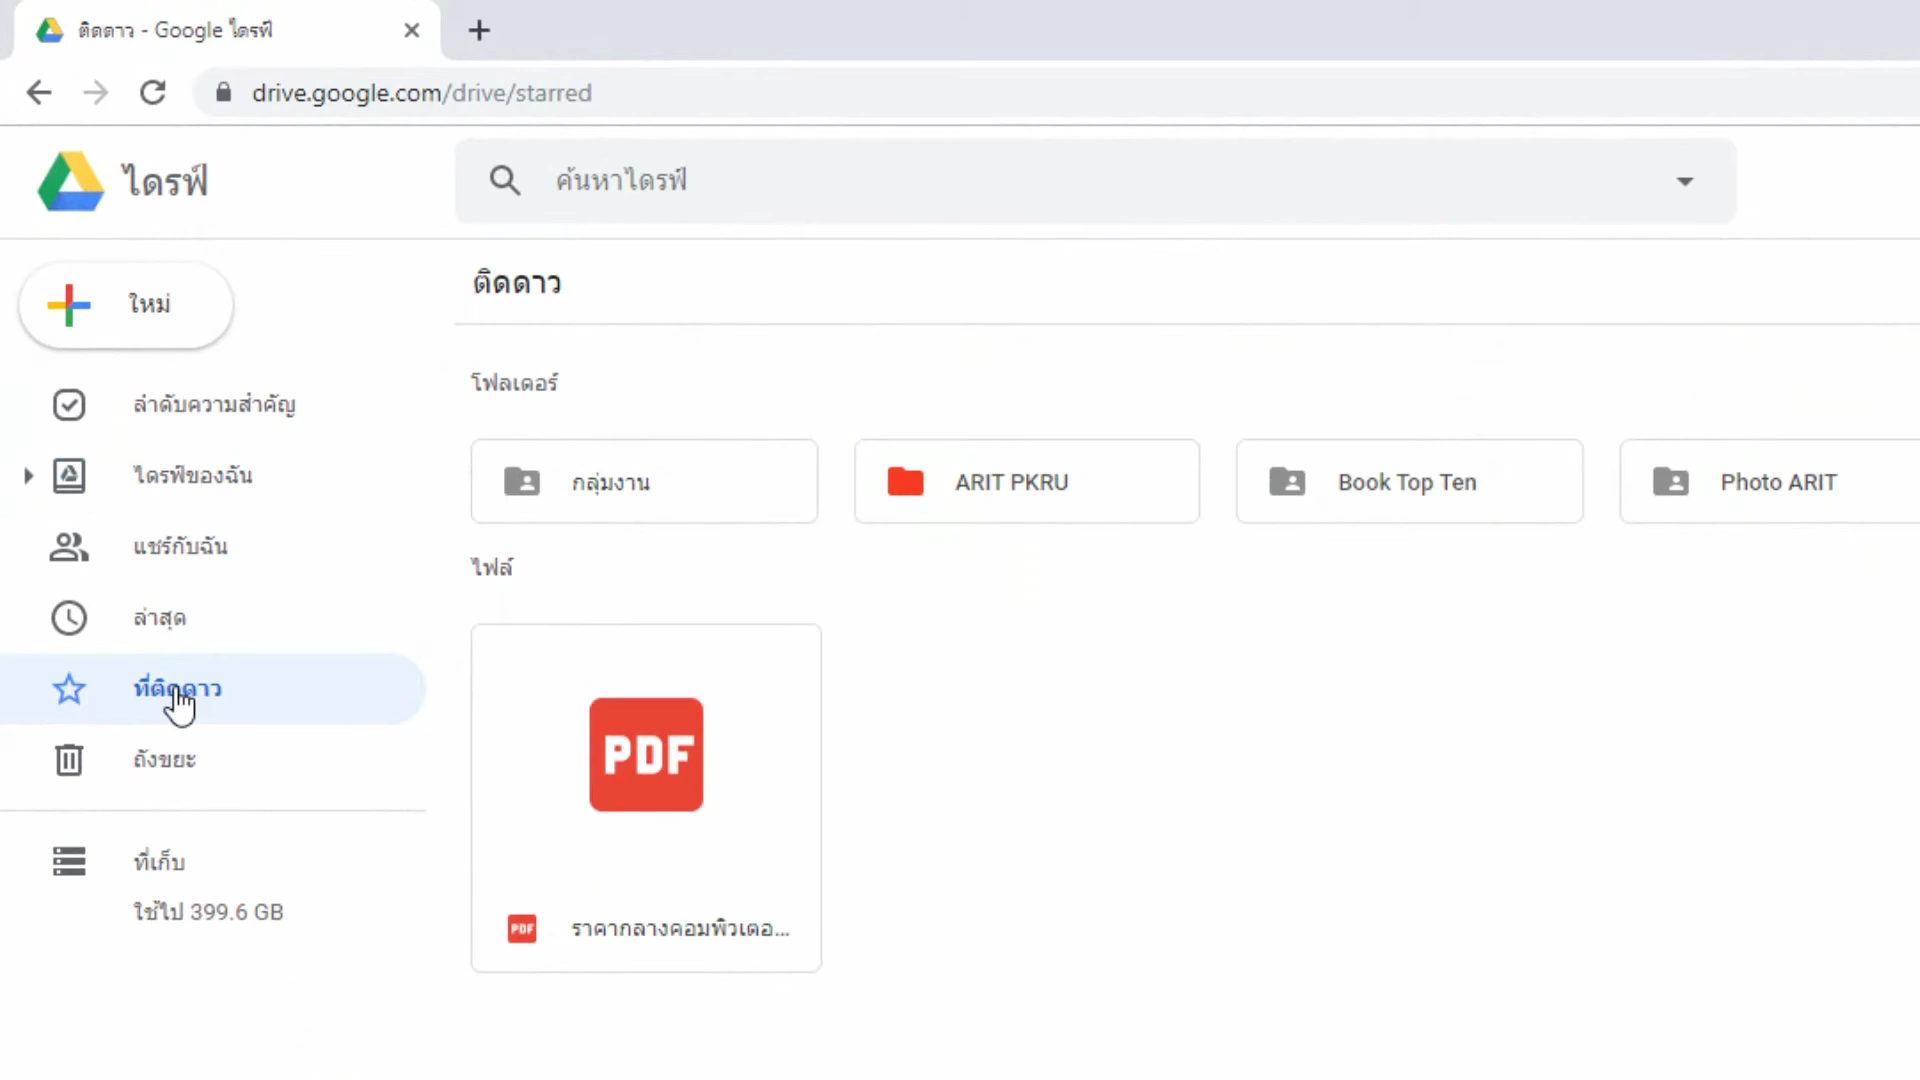 ติดดาว - Google ไดรฟ์
drive.google.com/drive/starred
ไดรฟ์
ค้นหาไดรฟ์
ใหม่
ติดดาว
ลำดับความสำคัญ
โฟลเดอร์
ไดรฟ์ของฉัน
กลุ่มงาน
ARIT PKRU
Book Top Ten
Photo ARIT
แชร์กับฉัน
ไฟล์
ล่าสุด
ที่ติดดาว
PDF
ถังขยะ
ที่เก็บ
ใช้ไป 399.6 GB
PDF ราคากลางคอมพิวเตอ...